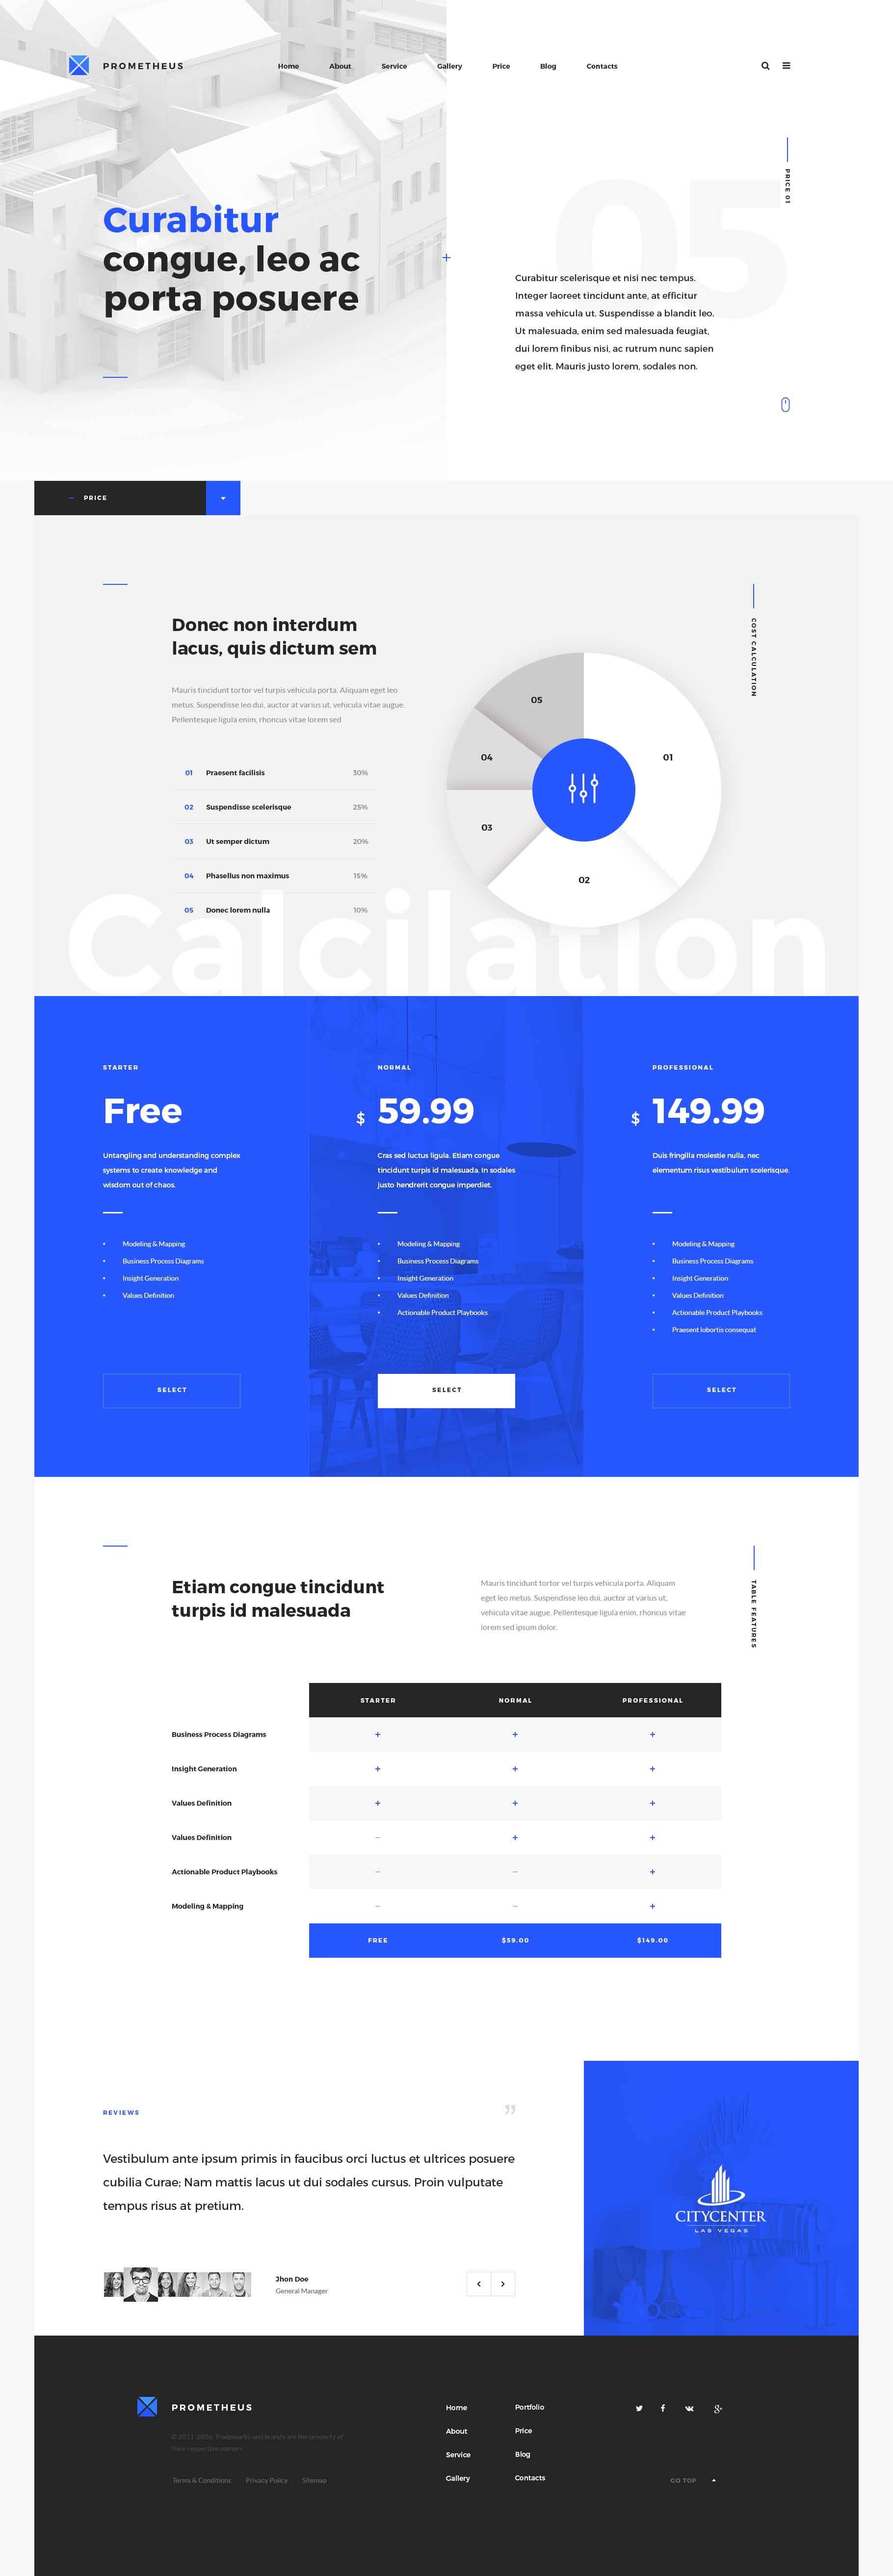 PROMETHEUS
Home
About
Service
Gallery
Price
Blog
Contacts
PRICE 01
05
Curabitur
congue, leo ac
porta posuere
Curabitur scelerisque et nisi nec tempus.
Integer laoreet tincidunt ante, at efficitur
massa vehicula ut. Suspendisse a blandit leo.
Ut malesuada, enim sed malesuada feugiat,
dui lorem finibus nisi, ac rutrum nunc sapien
eget elit. Mauris justo lorem, sodales non.
PRICE
COST CALCULATION
Donec non interdum
lacus, quis dictum sem
Mauris tincidunt tortor vel turpis vehicula porta. Aliquam eget leo
metus. Suspendisse leo dui, auctor at varius ut, vehicula vitae augue.
Pellentesque ligula enim, rhoncus vitae lorem sed
01 Praesent facilisis 30%
02 Suspendisse scelerisque 25%
03 Ut semper dictum 20%
04 Phasellus non maximus 15%
05 Donec lorem nulla 10%
05
04
01
03
02
Calcilation
STARTER
Free
Untangling and understanding complex
systems to create knowledge and
wisdom out of chaos.
• Modeling & Mapping
• Business Process Diagrams
• Insight Generation
• Values Definition
SELECT
NORMAL
$ 59.99
Cras sed luctus ligula. Etiam congue
tincidunt turpis id malesuada. In sodales
justo hendrerit congue imperdiet.
• Modeling & Mapping
• Business Process Diagrams
• Insight Generation
• Values Definition
• Actionable Product Playbooks
SELECT
PROFESSIONAL
$ 149.99
Duis fringilla molestie nulla, nec
elementum risus vestibulum scelerisque.
• Modeling & Mapping
• Business Process Diagrams
• Insight Generation
• Values Definition
• Actionable Product Playbooks
• Praesent lobortis consequat
SELECT
TABLE FEATURES
Etiam congue tincidunt
turpis id malesuada
Mauris tincidunt tortor vel turpis vehicula porta. Aliquam
eget leo metus. Suspendisse leo dui, auctor at varius ut,
vehicula vitae augue. Pellentesque ligula enim, rhoncus vitae
lorem sed ipsum dolor.
STARTER NORMAL PROFESSIONAL
Business Process Diagrams + + +
Insight Generation + + +
Values Definition + + +
Values Definition – + +
Actionable Product Playbooks – – +
Modeling & Mapping – – +
FREE $59.00 $149.00
REVIEWS
”
Vestibulum ante ipsum primis in faucibus orci luctus et ultrices posuere
cubilia Curae; Nam mattis lacus ut dui sodales cursus. Proin vulputate
tempus risus at pretium.
Jhon Doe
General Manager
CITYCENTER
LAS VEGAS
PROMETHEUS
© 2011-2016. Trademarks and brands are the property of
their respective owners.
Terms & Conditions
Privacy Policy
Sitemap
Home
About
Service
Gallery
Portfolio
Price
Blog
Contacts
GO TOP